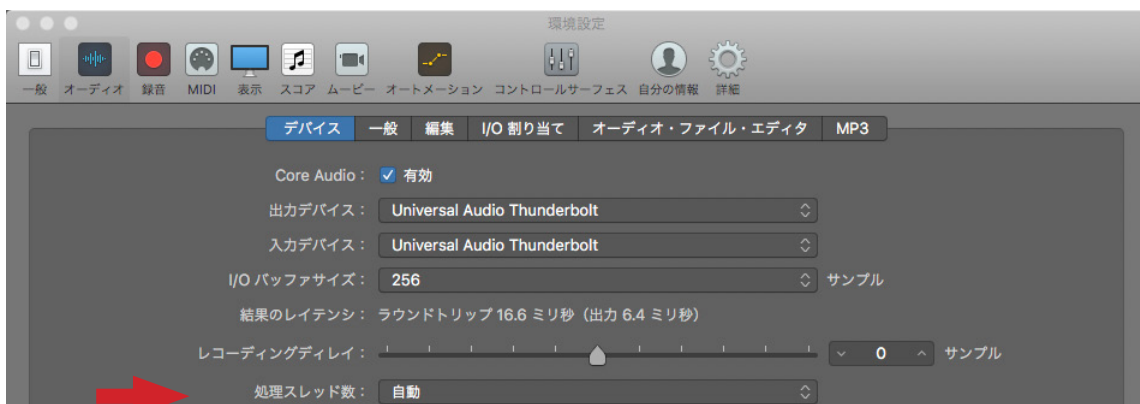 環境設定
一般 オーディオ 録音 MIDI 表示 スコア ムービー オートメーション コントロールサーフェス 自分の情報 詳細
デバイス 一般 編集 I/O 割り当て オーディオ・ファイル・エディタ MP3
Core Audio： 有効
出力デバイス： Universal Audio Thunderbolt
入力デバイス： Universal Audio Thunderbolt
I/O バッファサイズ： 256 サンプル
結果のレイテンシ： ラウンドトリップ 16.6 ミリ秒（出力 6.4 ミリ秒）
レコーディングディレイ： 0 サンプル
処理スレッド数： 自動